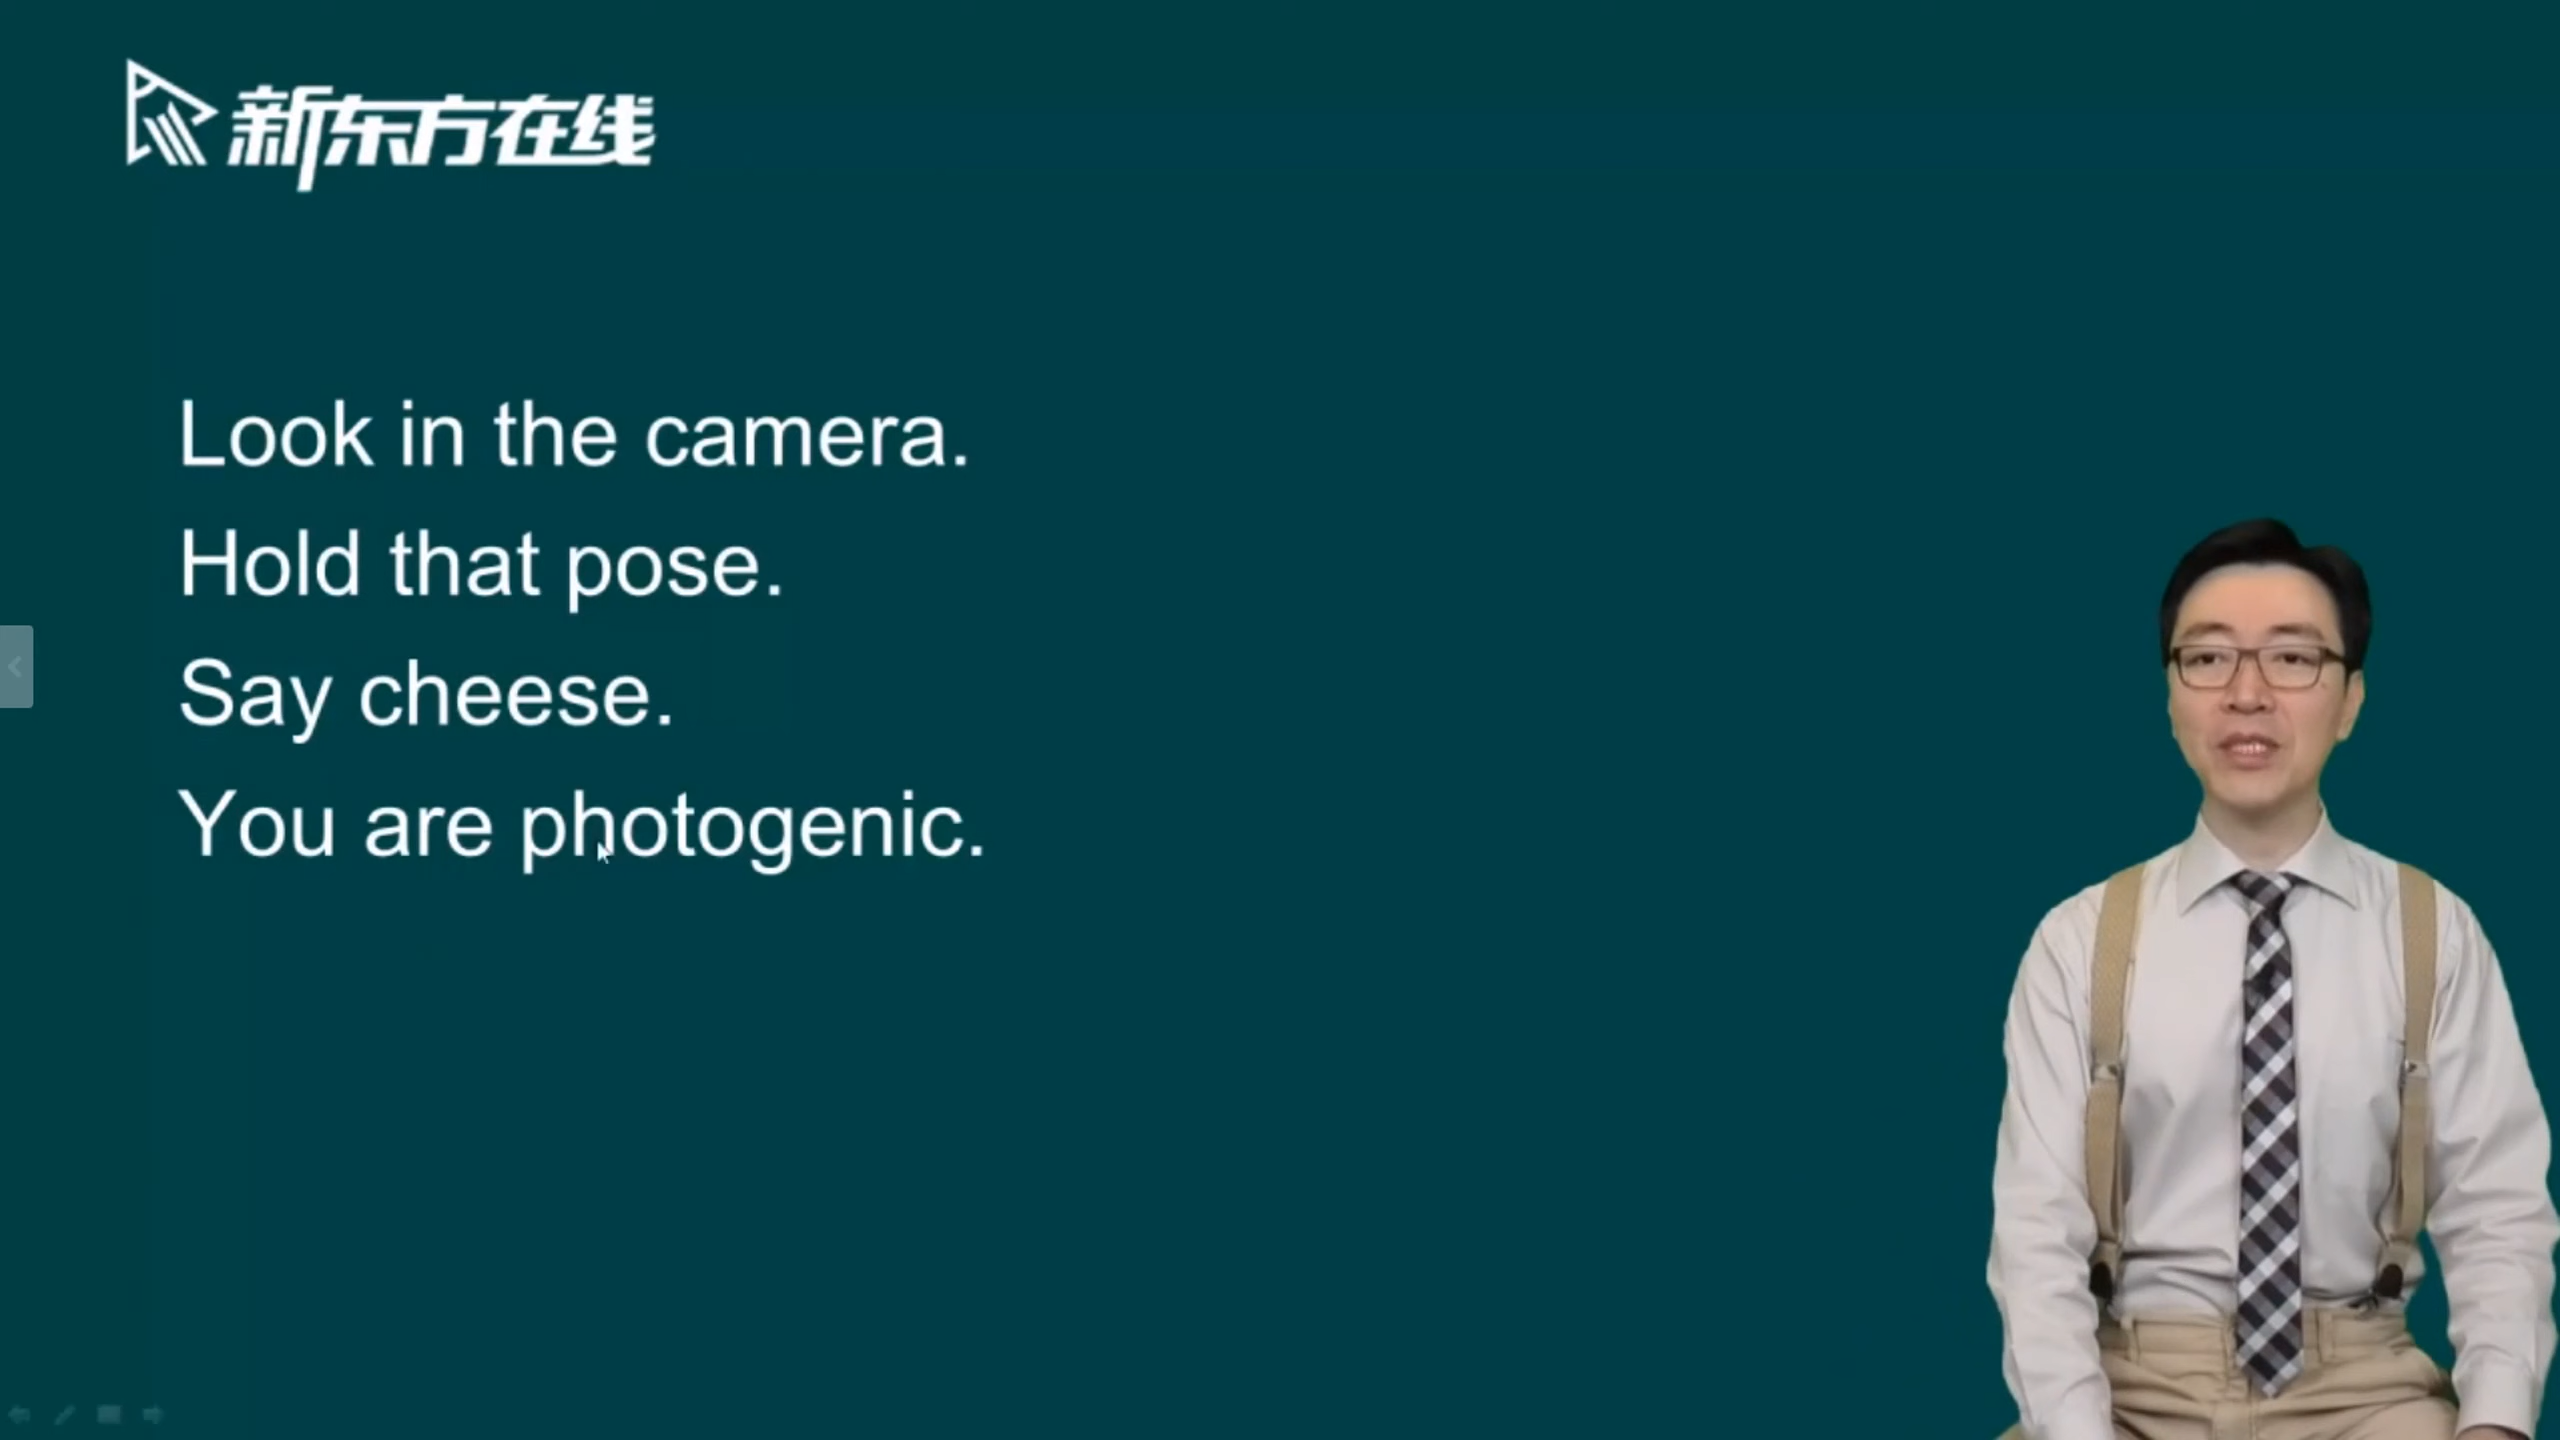 新东方在线
Look in the camera.
Hold that pose.
Say cheese.
You are photogenic.